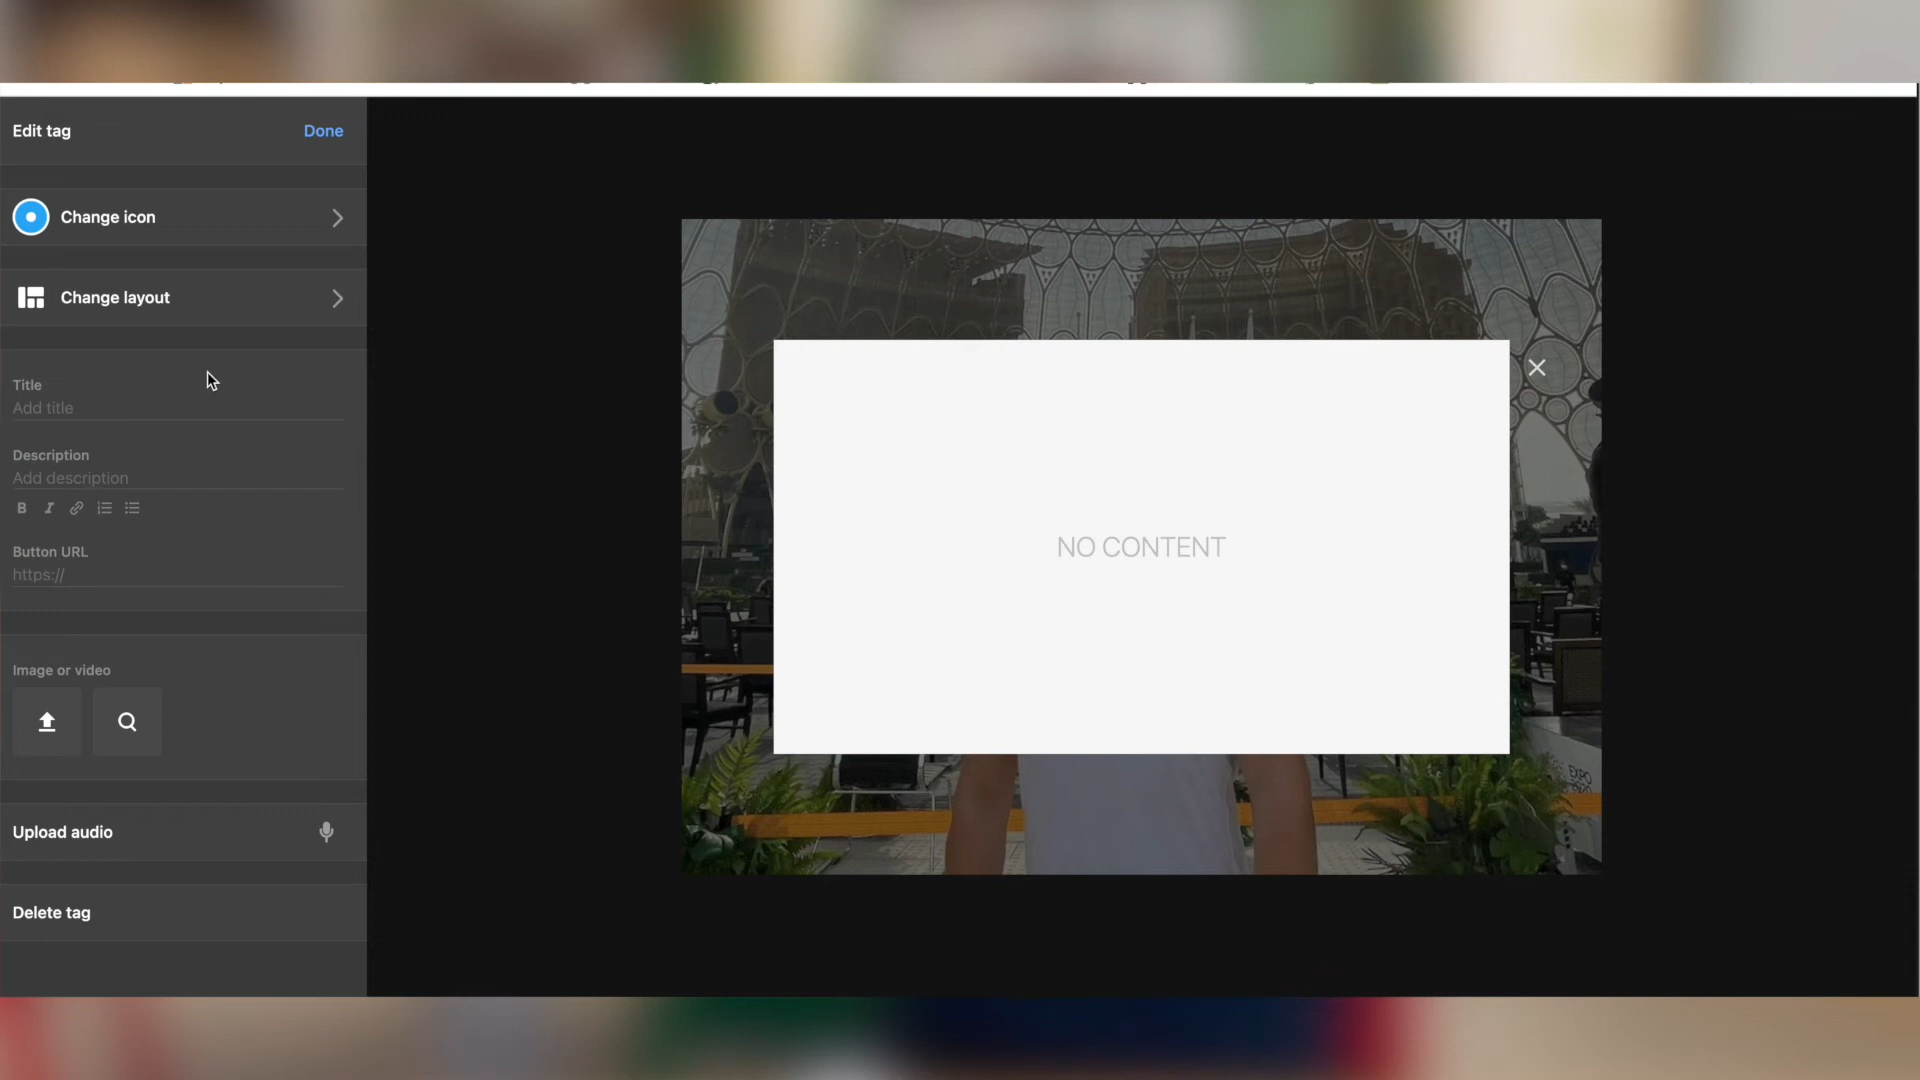 Edit tag
Done
Change icon
Change layout
Title
Add title
Description
Add description
B I
Button URL
https://
Image or video
Upload audio
Delete tag
NO CONTENT
EXPO